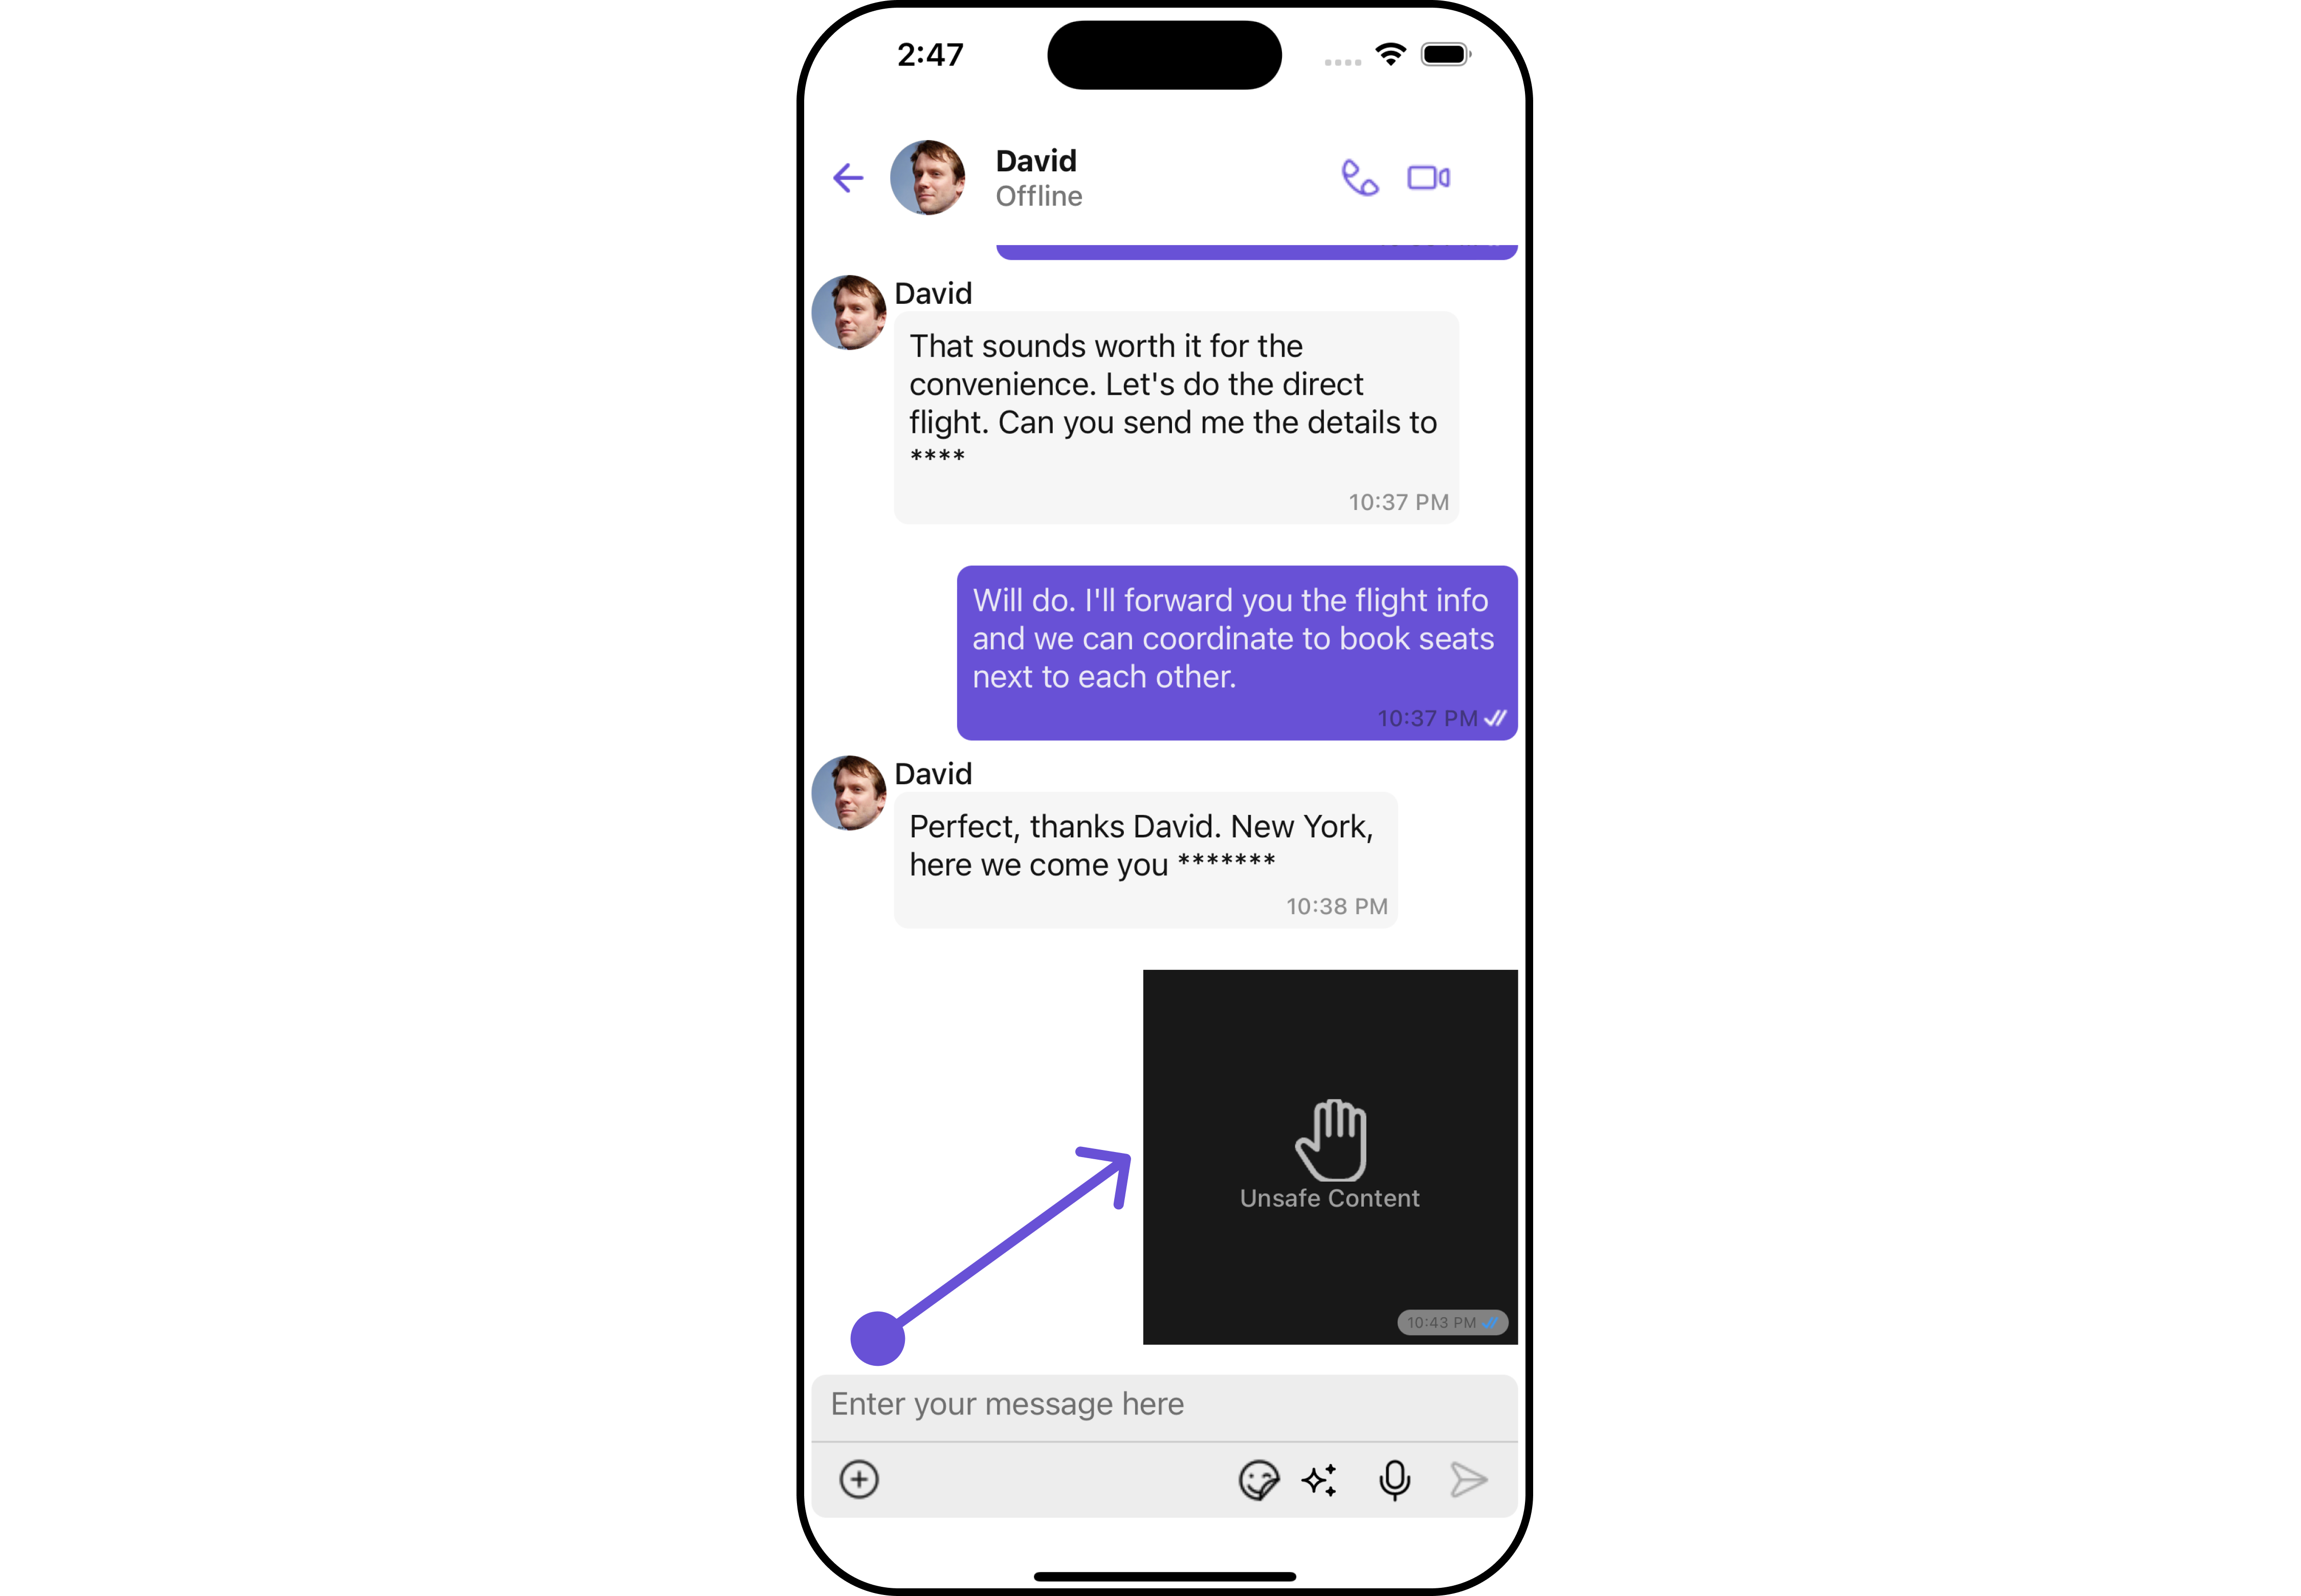 2:47
David
Offline
David
That sounds worth it for the
convenience. Let's do the direct
flight. Can you send me the details to
****
10:37 PM
Will do. I'll forward you the flight info
and we can coordinate to book seats
next to each other.
10:37 PM
David
Perfect, thanks David. New York,
here we come you *******
10:38 PM
Unsafe Content
10:43 PM
Enter your message here